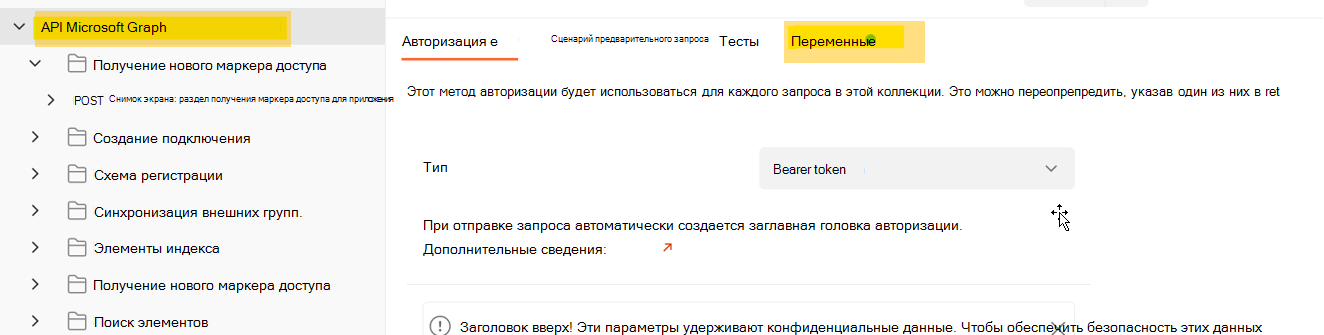 API Microsoft Graph
Получение нового маркера доступа
POST Снимок экрана: раздел получения маркера доступа для приложения
Создание подключения
Схема регистрации
Синхронизация внешних групп.
Элементы индекса
Получение нового маркера доступа
Поиск элементов
Авторизация е Сценарий предварительного запроса Тесты Переменные
Этот метод авторизации будет использоваться для каждого запроса в этой коллекции. Это можно переопрепредить, указав один из них в ret
Тип Bearer token
При отправке запроса автоматически создается заглавная головка авторизации.
Дополнительные сведения:
Заголовок вверх! Эти параметры удерживают конфиденциальные данные. Чтобы обеспечить безопасность этих данных